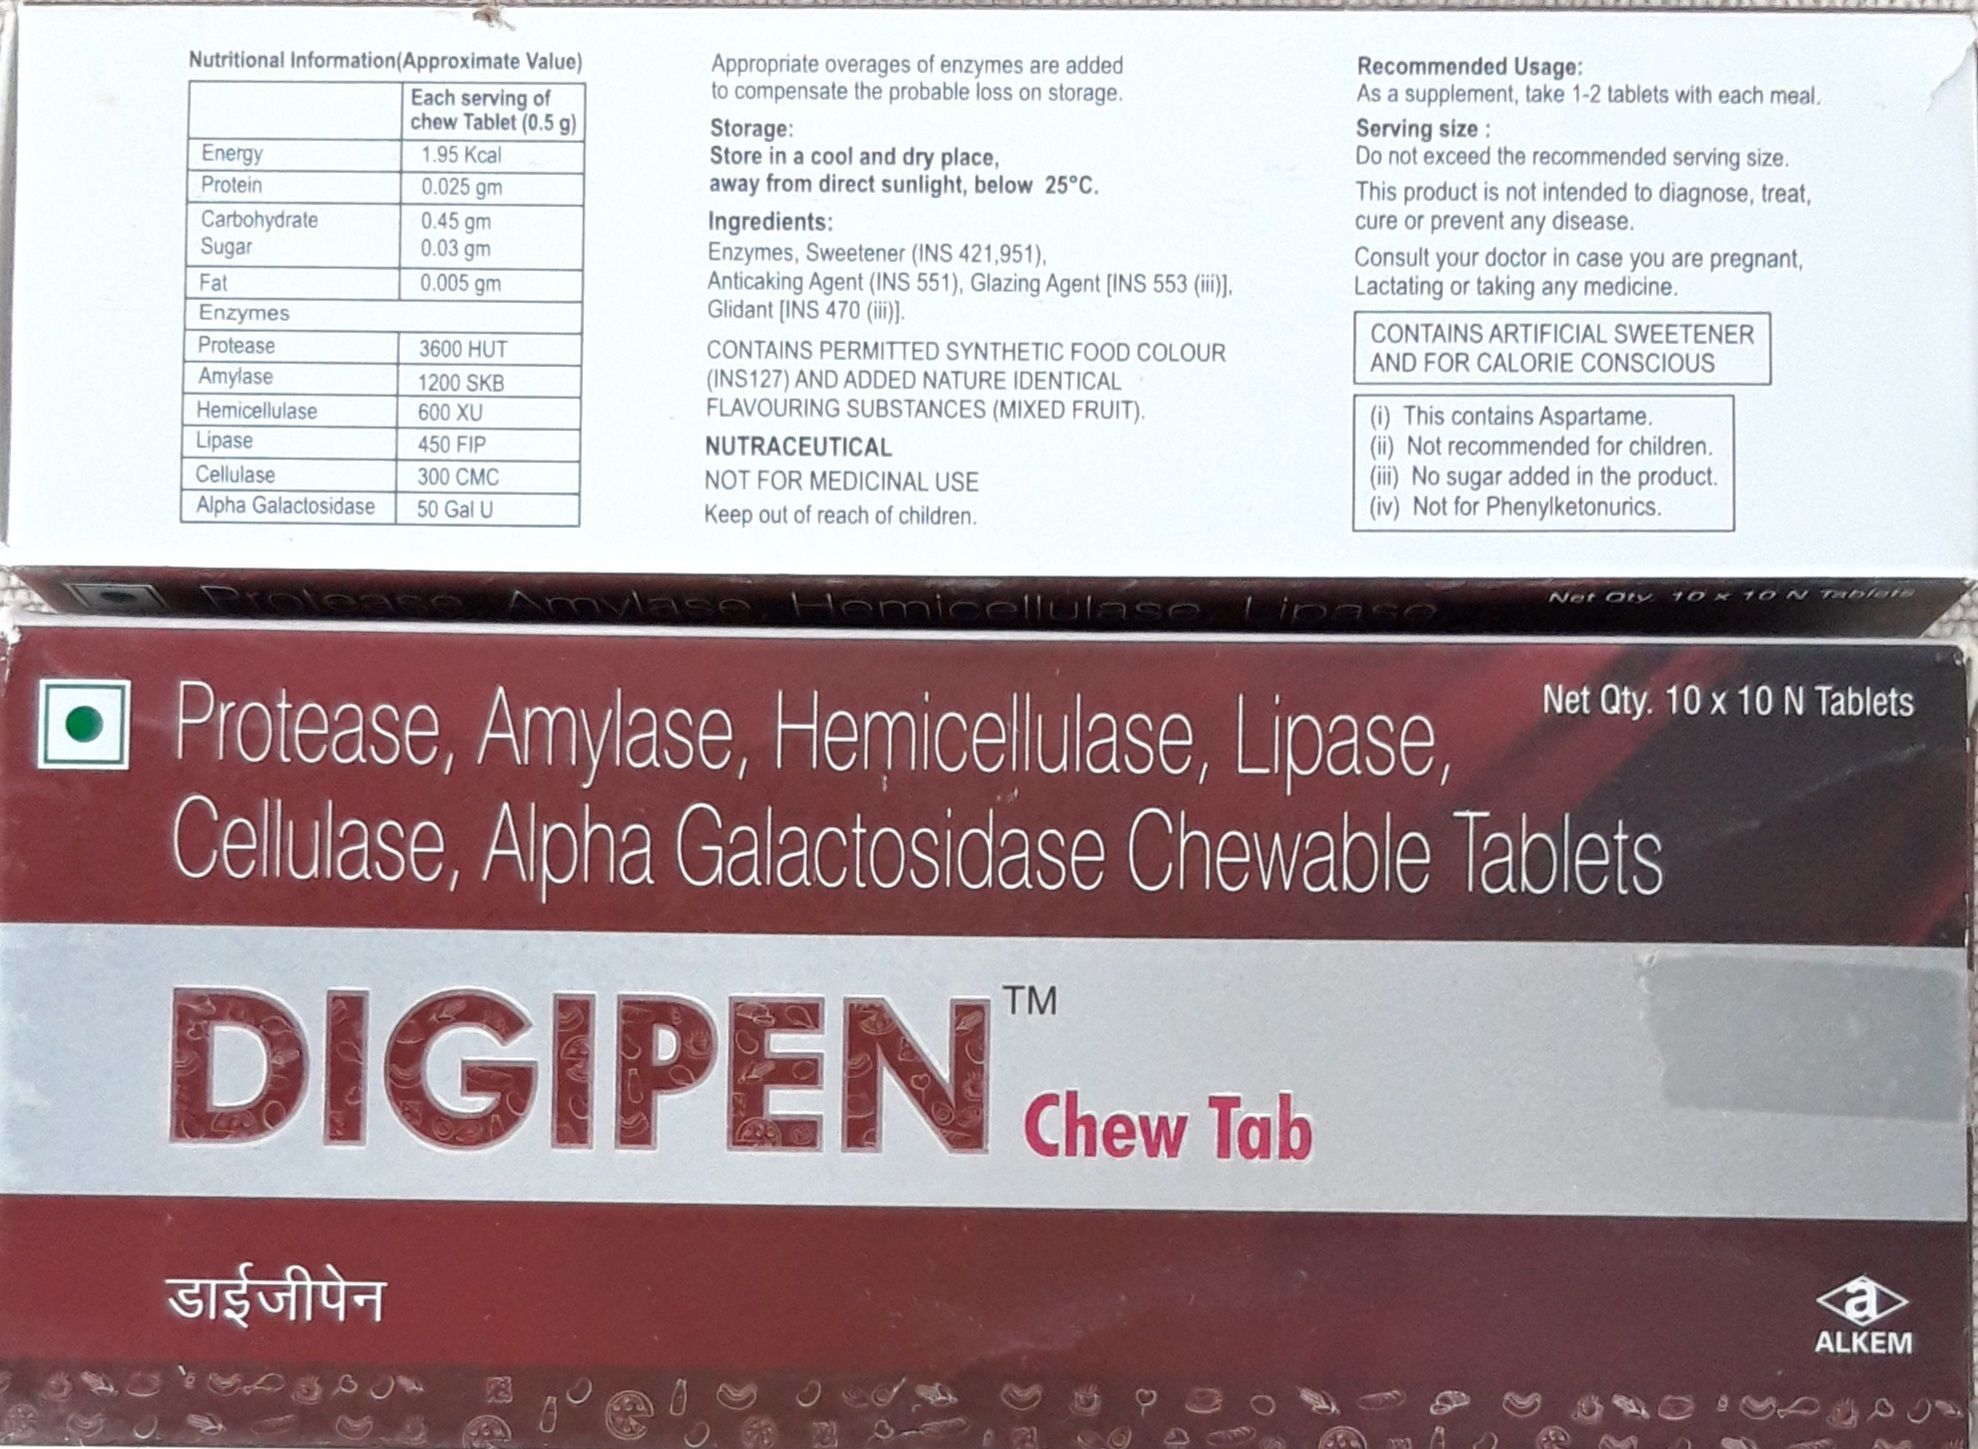 Nutritional Information(Approximate Value)
Each serving of
chew Tablet (0.5 g)
Energy 1.95 Kcal
Protein 0.025 gm
Carbohydrate 0.45 gm
Sugar 0.03 gm
Fat 0.005 gm
Enzymes
Protease 3600 HUT
Amylase 1200 SKB
Hemicellulase 600 XU
Lipase 450 FIP
Cellulase 300 CMC
Alpha Galactosidase 50 Gal U
Appropriate overages of enzymes are added
to compensate the probable loss on storage.
Storage:
Store in a cool and dry place,
away from direct sunlight, below 25°C.
Ingredients:
Enzymes, Sweetener (INS 421,951),
Anticaking Agent (INS 551), Glazing Agent [INS 553 (iii)],
Glidant [INS 470 (iii)].
CONTAINS PERMITTED SYNTHETIC FOOD COLOUR
(INS127) AND ADDED NATURE IDENTICAL
FLAVOURING SUBSTANCES (MIXED FRUIT).
NUTRACEUTICAL
NOT FOR MEDICINAL USE
Keep out of reach of children.
Recommended Usage:
As a supplement, take 1-2 tablets with each meal.
Serving size :
Do not exceed the recommended serving size.
This product is not intended to diagnose, treat,
cure or prevent any disease.
Consult your doctor in case you are pregnant,
Lactating or taking any medicine.
CONTAINS ARTIFICIAL SWEETENER
AND FOR CALORIE CONSCIOUS
(i) This contains Aspartame.
(ii) Not recommended for children.
(iii) No sugar added in the product.
(iv) Not for Phenylketonurics.
Protease, Amylase, Hemicellulase, Lipase
Net Qty. 10 x 10 N Tablets
Protease, Amylase, Hemicellulase, Lipase,
Cellulase, Alpha Galactosidase Chewable Tablets
Net Qty. 10 x 10 N Tablets
DIGIPEN™ Chew Tab
डाईजीपेन
a
ALKEM